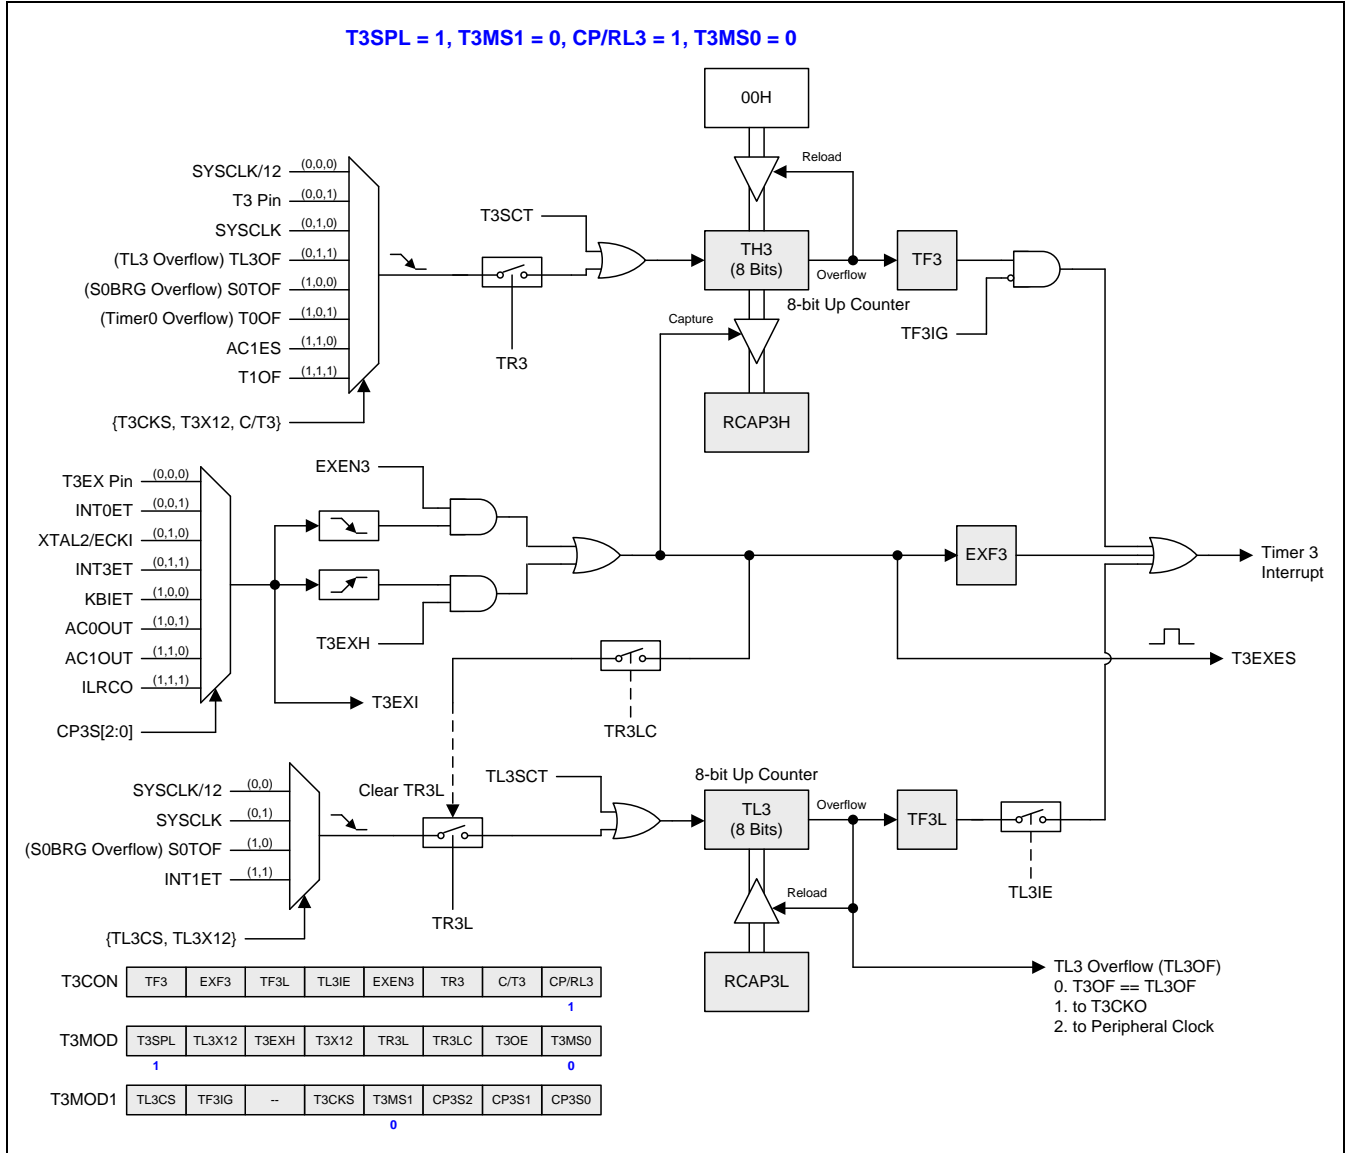 T3SPL = 1, T3MS1 = 0, CP/RL3 = 1, T3MS0 = 0
00H
Reload
SYSCLK/12 (0,0,0)
T3 Pin (0,0,1)
SYSCLK (0,1,0)
(TL3 Overflow) TL3OF (0,1,1)
(S0BRG Overflow) S0TOF (1,0,0)
(Timer0 Overflow) T0OF (1,0,1)
AC1ES (1,1,0)
T1OF (1,1,1)
{T3CKS, T3X12, C/T3}
TR3
T3SCT
TH3
(8 Bits)
Overflow
8-bit Up Counter
TF3
TF3IG
Capture
RCAP3H
T3EX Pin (0,0,0)
INT0ET (0,0,1)
XTAL2/ECKI (0,1,0)
INT3ET (0,1,1)
KBIET (1,0,0)
AC0OUT (1,0,1)
AC1OUT (1,1,0)
ILRCO (1,1,1)
CP3S[2:0]
EXEN3
T3EXH
T3EXI
EXF3
Timer 3
Interrupt
T3EXES
TR3LC
SYSCLK/12 (0,0)
SYSCLK (0,1)
(S0BRG Overflow) S0TOF (1,0)
INT1ET (1,1)
{TL3CS, TL3X12}
Clear TR3L
TR3L
TL3SCT
8-bit Up Counter
TL3
(8 Bits)
Overflow
TF3L
TL3IE
Reload
RCAP3L
TL3 Overflow (TL3OF)
0. T3OF == TL3OF
1. to T3CKO
2. to Peripheral Clock
T3CON TF3 EXF3 TF3L TL3IE EXEN3 TR3 C/T3 CP/RL3
1
T3MOD T3SPL TL3X12 T3EXH T3X12 TR3L TR3LC T3OE T3MS0
1 0
T3MOD1 TL3CS TF3IG -- T3CKS T3MS1 CP3S2 CP3S1 CP3S0
0